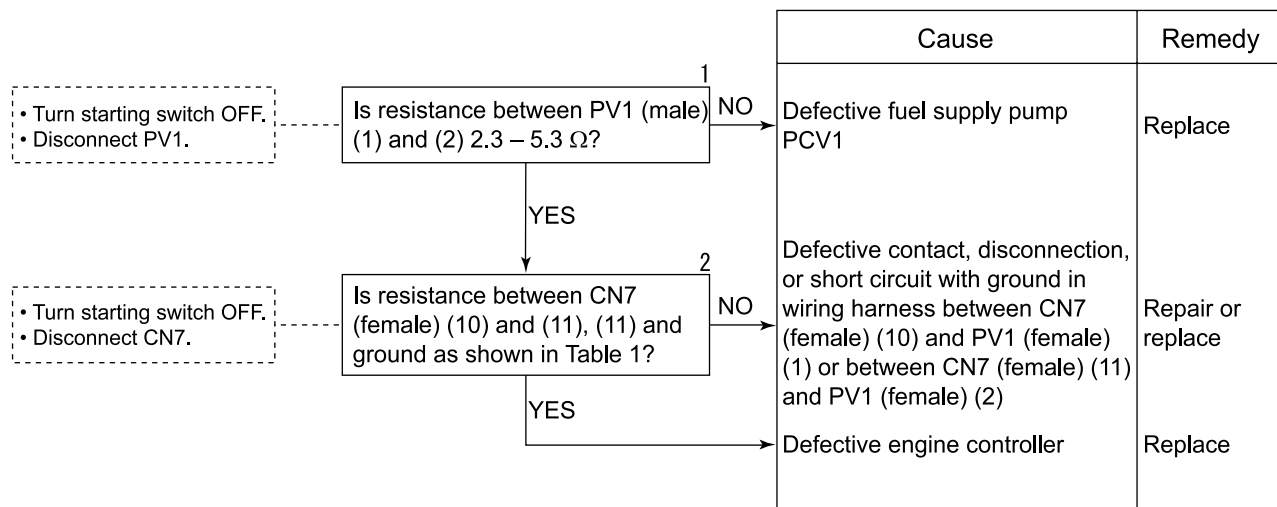 Cause
Remedy
• Turn starting switch OFF.
• Disconnect PV1.
1
Is resistance between PV1 (male)
(1) and (2) 2.3 – 5.3 Ω?
NO
Defective fuel supply pump
PCV1
Replace
YES
• Turn starting switch OFF.
• Disconnect CN7.
2
Is resistance between CN7
(female) (10) and (11), (11) and
ground as shown in Table 1?
NO
Defective contact, disconnection,
or short circuit with ground in
wiring harness between CN7
(female) (10) and PV1 (female)
(1) or between CN7 (female) (11)
and PV1 (female) (2)
Repair or
replace
YES
Defective engine controller
Replace